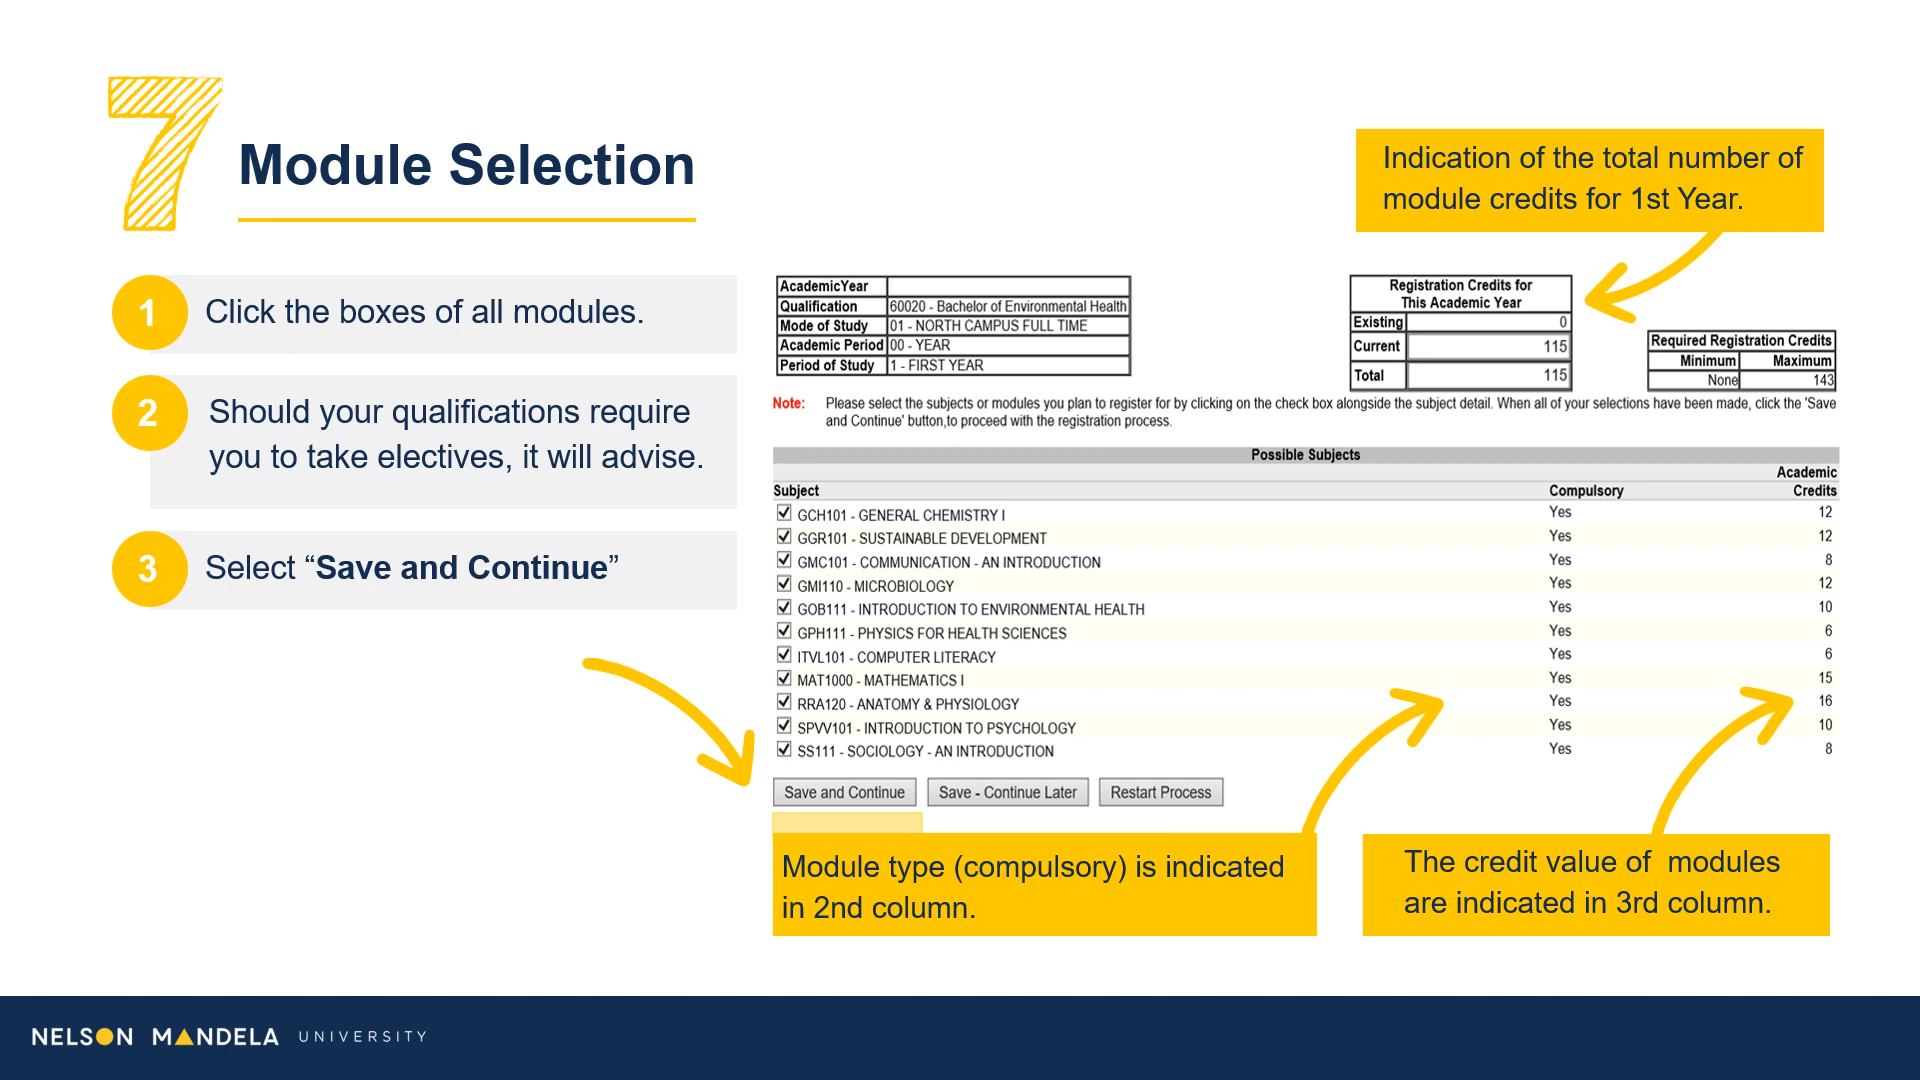 7
Module Selection
1
Click the boxes of all modules.
2
Should your qualifications require
you to take electives, it will advise.
3
Select “Save and Continue”
Indication of the total number of
module credits for 1st Year.
AcademicYear
Qualification 60020 - Bachelor of Environmental Health
Mode of Study 01 - NORTH CAMPUS FULL TIME
Academic Period 00 - YEAR
Period of Study 1 - FIRST YEAR
Registration Credits for
This Academic Year
Existing 0
Current 115
Total 115
Required Registration Credits
Minimum Maximum
None 143
Note: Please select the subjects or modules you plan to register for by clicking on the check box alongside the subject detail. When all of your selections have been made, click the 'Save
and Continue' button,to proceed with the registration process.
Possible Subjects
Academic
Subject Compulsory Credits
GCH101 - GENERAL CHEMISTRY I Yes 12
GGR101 - SUSTAINABLE DEVELOPMENT Yes 12
GMC101 - COMMUNICATION - AN INTRODUCTION Yes 8
GMI110 - MICROBIOLOGY Yes 12
GOB111 - INTRODUCTION TO ENVIRONMENTAL HEALTH Yes 10
GPH111 - PHYSICS FOR HEALTH SCIENCES Yes 6
ITVL101 - COMPUTER LITERACY Yes 6
MAT1000 - MATHEMATICS I Yes 15
RRA120 - ANATOMY & PHYSIOLOGY Yes 16
SPVV101 - INTRODUCTION TO PSYCHOLOGY Yes 10
SS111 - SOCIOLOGY - AN INTRODUCTION Yes 8
Save and Continue Save - Continue Later Restart Process
Module type (compulsory) is indicated
in 2nd column.
The credit value of  modules
are indicated in 3rd column.
NELSON MANDELA UNIVERSITY